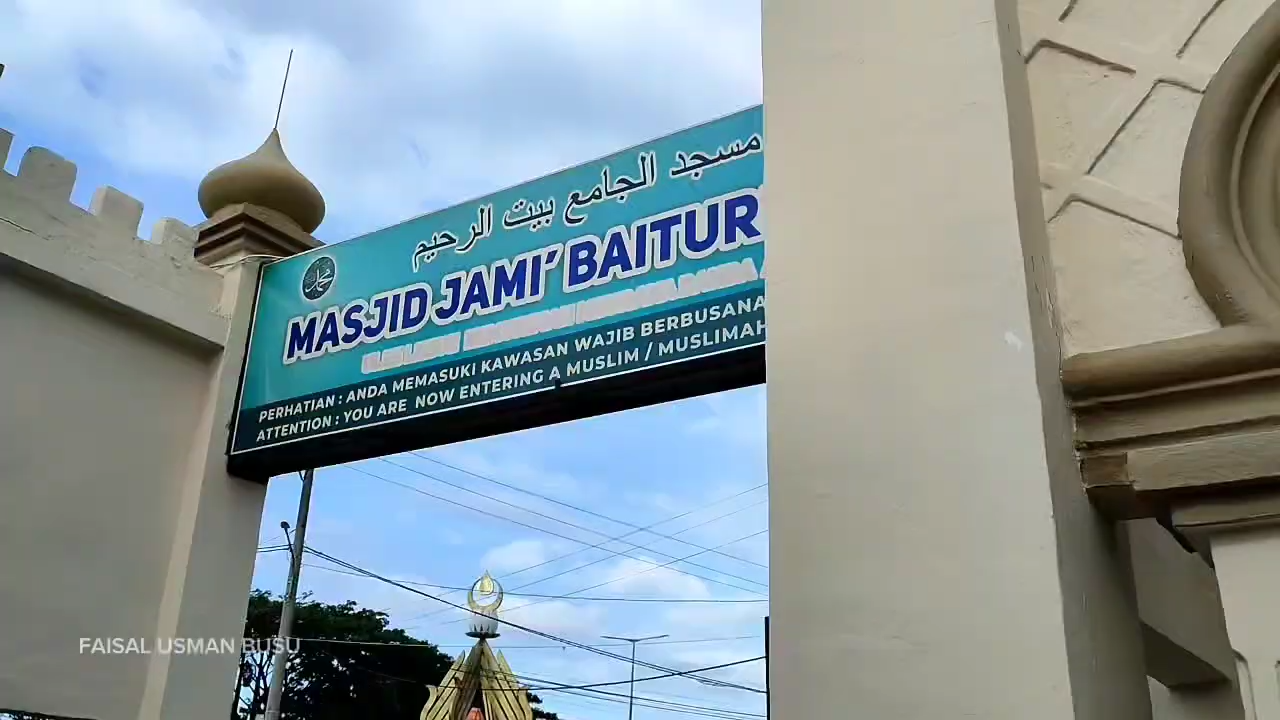 مسجد الجامع بيت الرحيم
MASJID JAMI' BAITUR
PERHATIAN : ANDA MEMASUKI KAWASAN WAJIB BERBUSANA
ATTENTION : YOU ARE NOW ENTERING A MUSLIM / MUSLIMAH
FAISAL USMAN BUSU